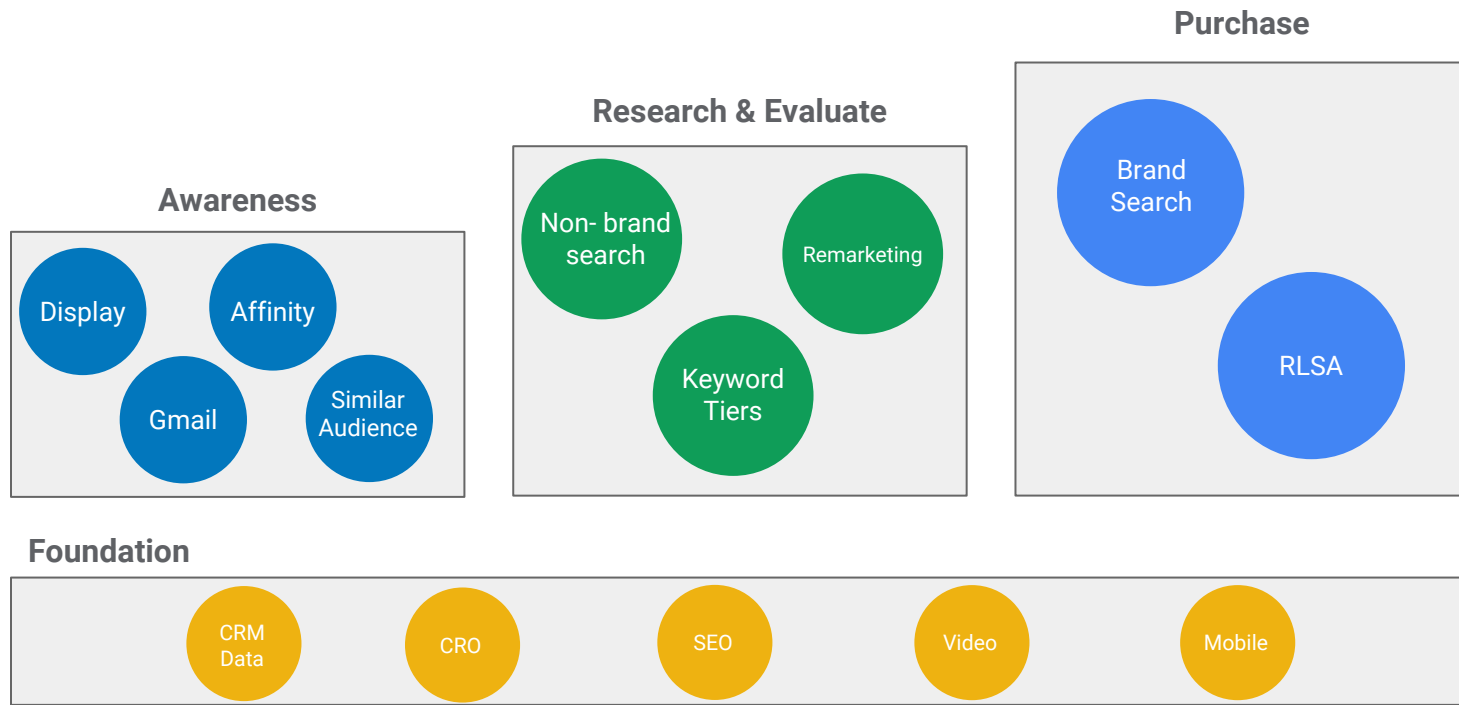 Purchase
Research & Evaluate
Awareness
Display
Affinity
Gmail
Similar
Audience
Non- brand
search
Remarketing
Keyword
Tiers
Brand
Search
RLSA
Foundation
CRM
Data
CRO
SEO
Video
Mobile